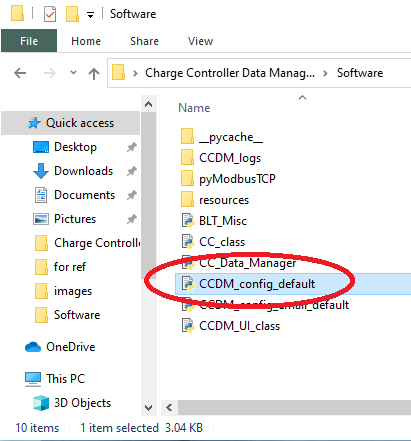 Software
File
Home
Share
View
Charge Controller Data Manag... > Software
Quick access
Desktop
Downloads
Documents
Pictures
Charge Controller
for ref
images
Software
OneDrive
This PC
3D Objects
Name
__pycache__
CCDM_logs
pyModbusTCP
resources
BLT_Misc
CC_class
CC_Data_Manager
CCDM_config_default
CCDM_config_email_default
CCDM_UI_class
10 items
1 item selected 3.04 KB